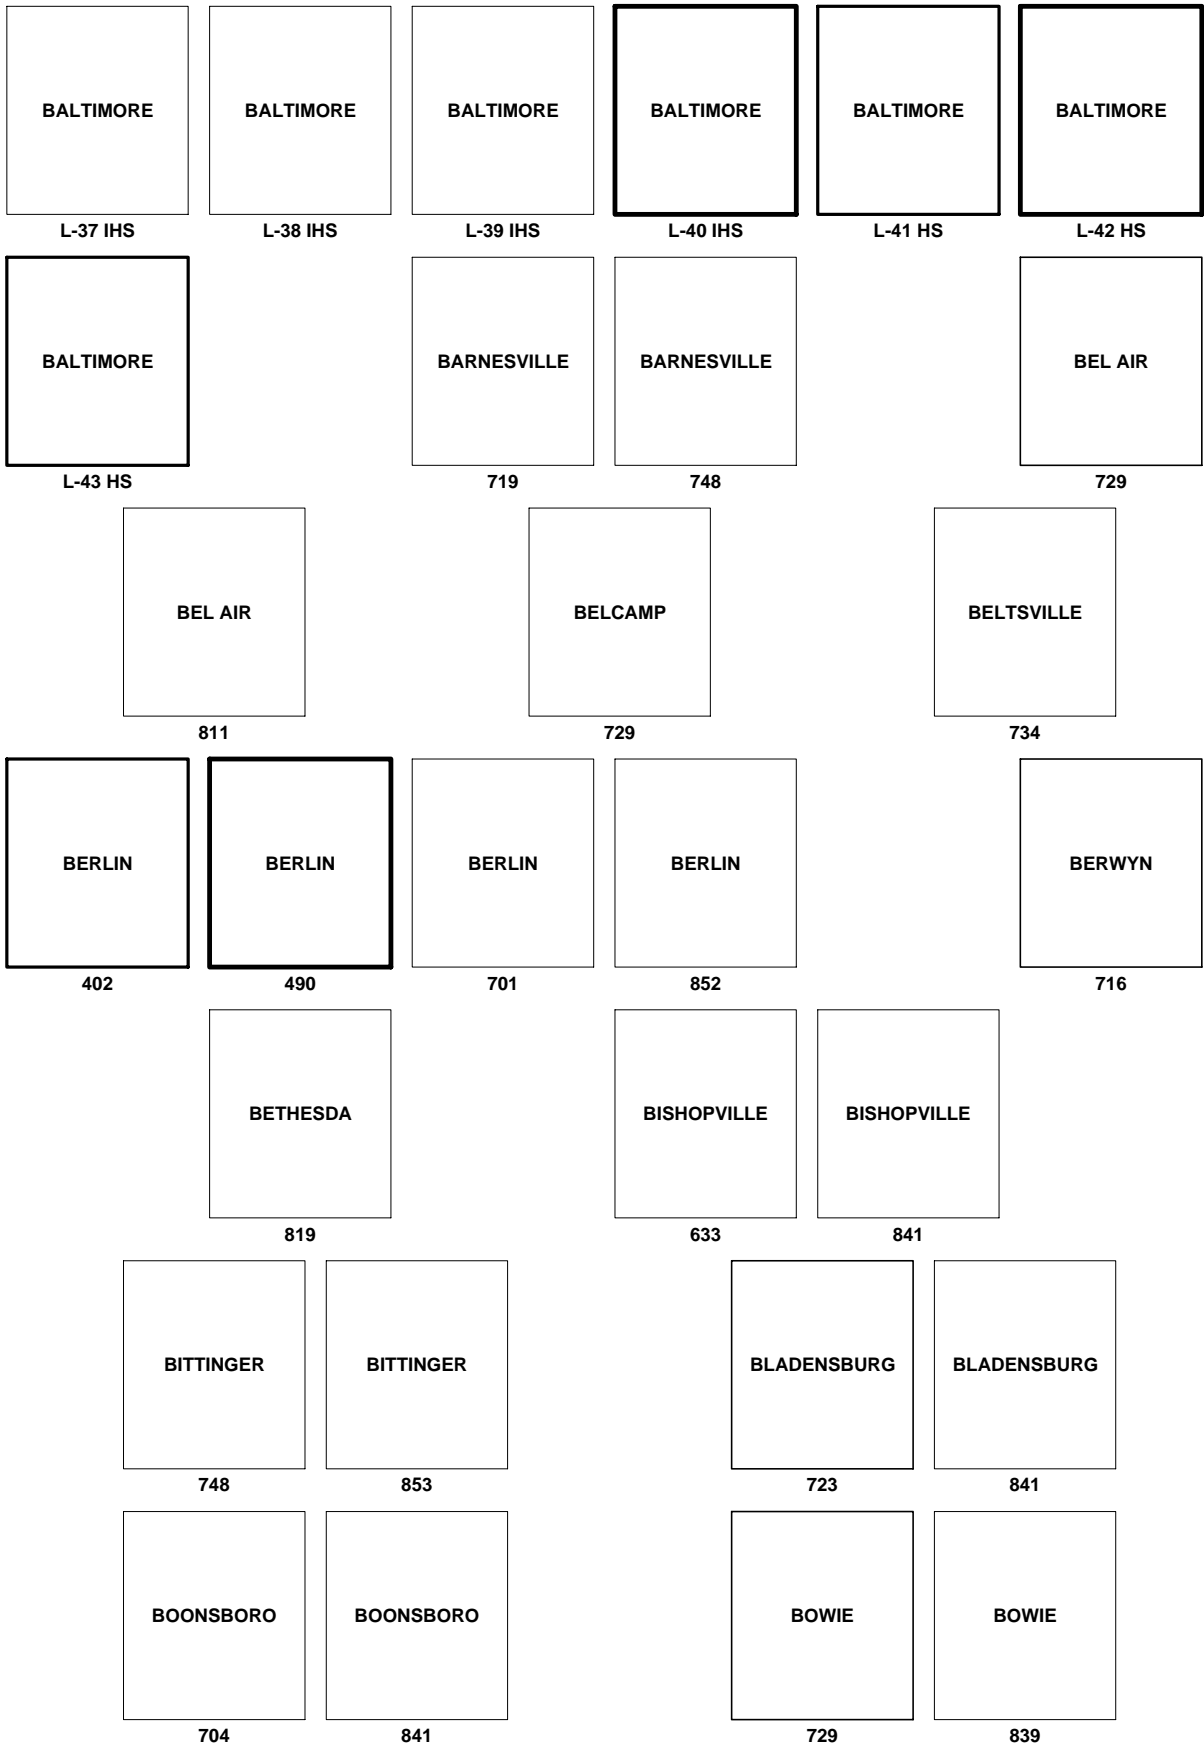 BALTIMORE BALTIMORE BALTIMORE BALTIMORE BALTIMORE BALTIMORE
L-37 IHS L-38 IHS L-39 IHS L-40 IHS L-41 HS L-42 HS
BALTIMORE BARNESVILLE BARNESVILLE BEL AIR
L-43 HS 719 748 729
BEL AIR BELCAMP BELTSVILLE
811 729 734
BERLIN BERLIN BERLIN BERLIN BERWYN
402 490 701 852 716
BETHESDA BISHOPVILLE BISHOPVILLE
819 633 841
BITTINGER BITTINGER BLADENSBURG BLADENSBURG
748 853 723 841
BOONSBORO BOONSBORO BOWIE BOWIE
704 841 729 839